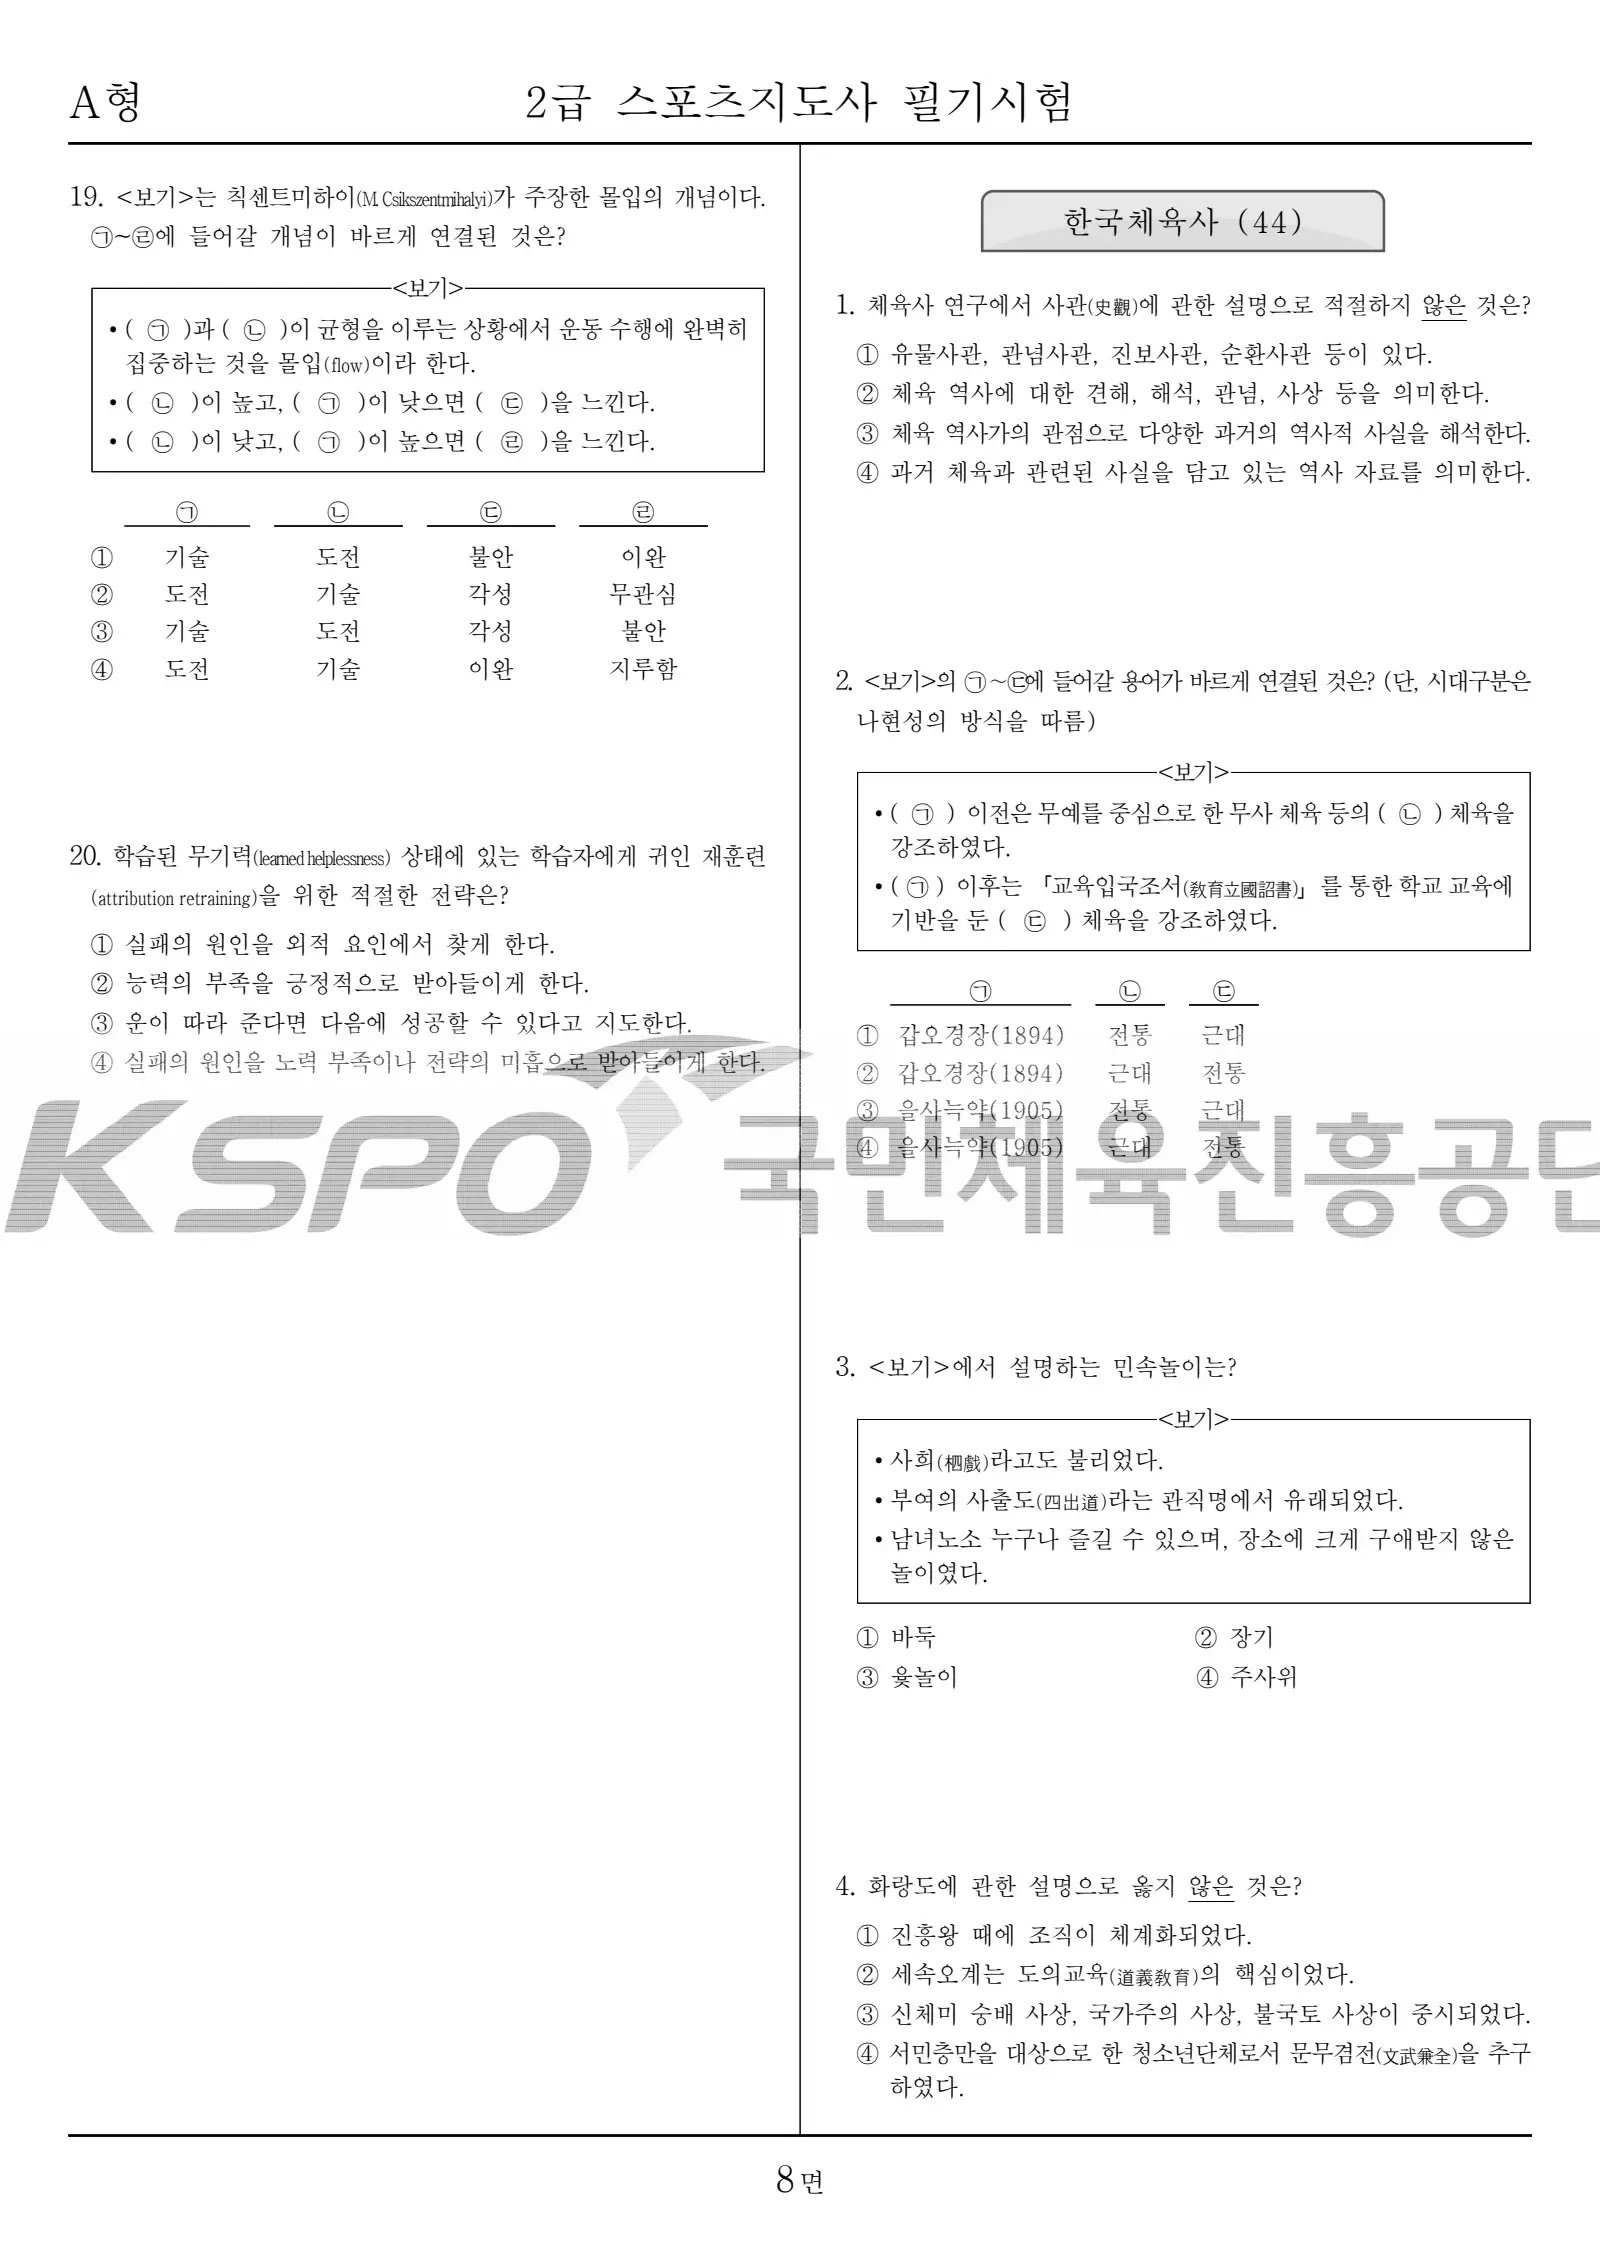 A형
2급 스포츠지도사 필기시험
19. <보기>는 칙센트미하이(M. Csikszentmihalyi)가 주장한 몰입의 개념이다.
㉠~㉣에 들어갈 개념이 바르게 연결된 것은?
<보기>
• ( ㉠ )과 ( ㉡ )이 균형을 이루는 상황에서 운동 수행에 완벽히
집중하는 것을 몰입(flow)이라 한다.
• ( ㉡ )이 높고, ( ㉠ )이 낮으면 ( ㉢ )을 느낀다.
• ( ㉡ )이 낮고, ( ㉠ )이 높으면 ( ㉣ )을 느낀다.
㉠ ㉡ ㉢ ㉣
① 기술 도전 불안 이완
② 도전 기술 각성 무관심
③ 기술 도전 각성 불안
④ 도전 기술 이완 지루함
20. 학습된 무기력(learned helplessness) 상태에 있는 학습자에게 귀인 재훈련
(attribution retraining)을 위한 적절한 전략은?
① 실패의 원인을 외적 요인에서 찾게 한다.
② 능력의 부족을 긍정적으로 받아들이게 한다.
③ 운이 따라 준다면 다음에 성공할 수 있다고 지도한다.
④ 실패의 원인을 노력 부족이나 전략의 미흡으로 받아들이게 한다.
한국체육사 (44)
1. 체육사 연구에서 사관(史觀)에 관한 설명으로 적절하지 않은 것은?
① 유물사관, 관념사관, 진보사관, 순환사관 등이 있다.
② 체육 역사에 대한 견해, 해석, 관념, 사상 등을 의미한다.
③ 체육 역사가의 관점으로 다양한 과거의 역사적 사실을 해석한다.
④ 과거 체육과 관련된 사실을 담고 있는 역사 자료를 의미한다.
2. <보기>의 ㉠~㉢에 들어갈 용어가 바르게 연결된 것은? (단, 시대구분은
나현성의 방식을 따름)
<보기>
• ( ㉠ ) 이전은 무예를 중심으로 한 무사 체육 등의 ( ㉡ ) 체육을
강조하였다.
• ( ㉠ ) 이후는 「교육입국조서(敎育立國詔書)」를 통한 학교 교육에
기반을 둔 ( ㉢ ) 체육을 강조하였다.
㉠ ㉡ ㉢
① 갑오경장(1894) 전통 근대
② 갑오경장(1894) 근대 전통
③ 을사늑약(1905) 전통 근대
④ 을사늑약(1905) 근대 전통
KSPO 국민체육진흥공단
3. <보기>에서 설명하는 민속놀이는?
<보기>
• 사희(柶戲)라고도 불리었다.
• 부여의 사출도(四出道)라는 관직명에서 유래되었다.
• 남녀노소 누구나 즐길 수 있으며, 장소에 크게 구애받지 않은
놀이였다.
① 바둑 ② 장기
③ 윷놀이 ④ 주사위
4. 화랑도에 관한 설명으로 옳지 않은 것은?
① 진흥왕 때에 조직이 체계화되었다.
② 세속오계는 도의교육(道義敎育)의 핵심이었다.
③ 신체미 숭배 사상, 국가주의 사상, 불국토 사상이 중시되었다.
④ 서민층만을 대상으로 한 청소년단체로서 문무겸전(文武兼全)을 추구
하였다.
8면